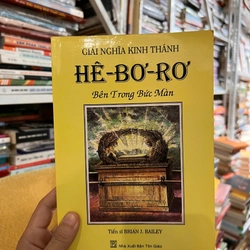 GIẢI NGHĨA KINH THÁNH
HÊ-BƠ-RƠ
Bên Trong Bức Màn
Tiến sĩ BRIAN J. BAILEY
Nhà Xuất Bản Tôn Giáo